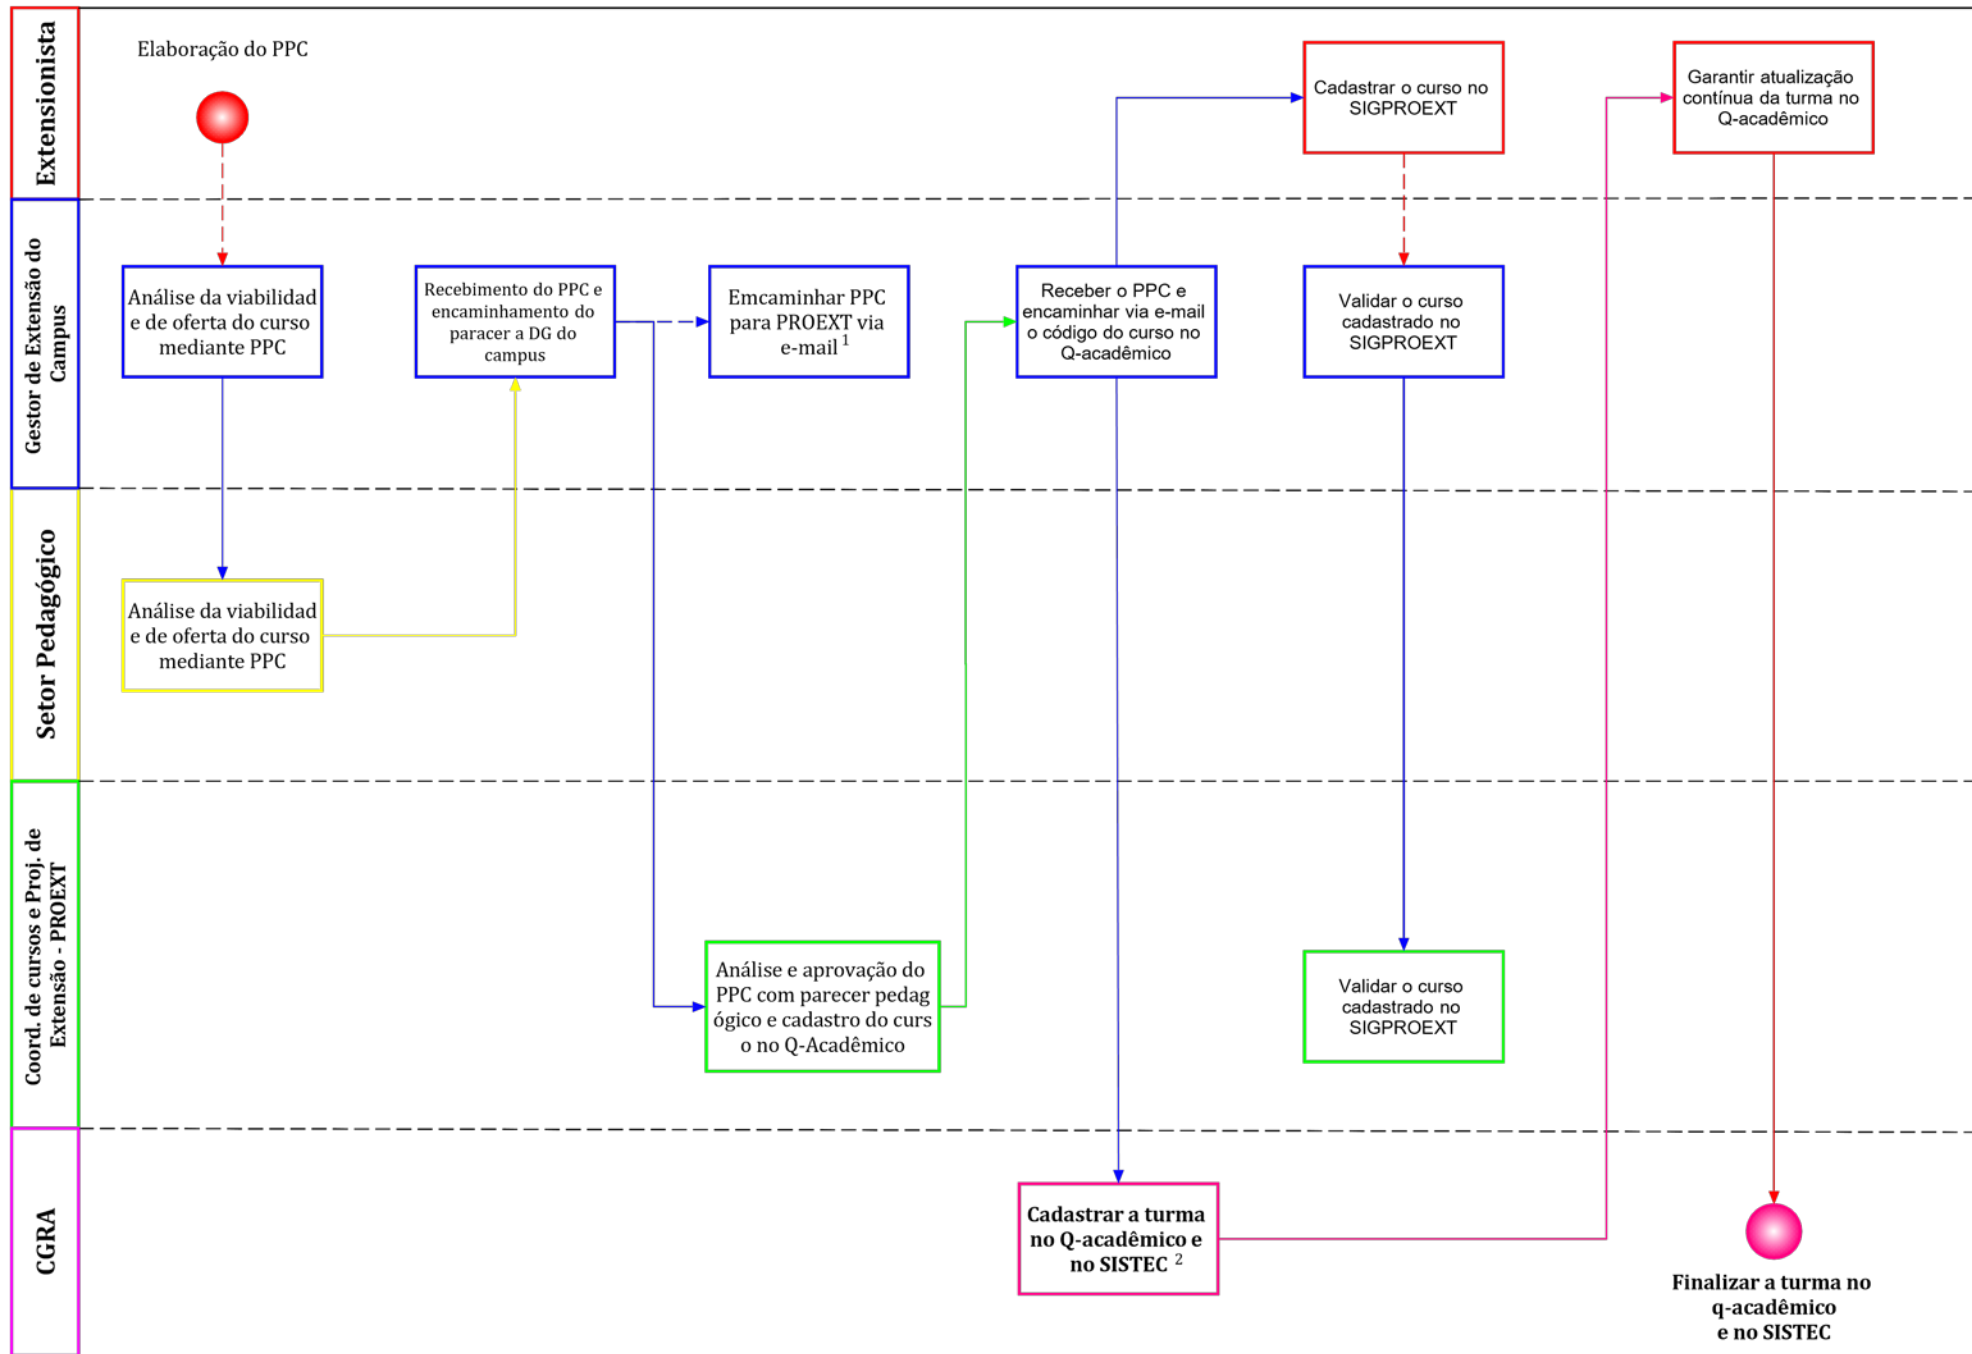 Extensionista
Elaboração do PPC
Cadastrar o curso no
SIGPROEXT
Garantir atualização
contínua da turma no
Q-acadêmico
Gestor de Extensão do
Campus
Análise da viabilidad
e de oferta do curso
mediante PPC
Recebimento do PPC e
encaminhamento do
paracer a DG do
campus
Emcaminhar PPC
para PROEXT via
e-mail 1
Receber o PPC e
encaminhar via e-mail
o código do curso no
Q-acadêmico
Validar o curso
cadastrado no
SIGPROEXT
Setor Pedagógico
Análise da viabilidad
e de oferta do curso
mediante PPC
Coord. de cursos e Proj. de
Extensão - PROEXT
Análise e aprovação do
PPC com parecer pedag
ógico e cadastro do curs
o no Q-Acadêmico
Validar o curso
cadastrado no
SIGPROEXT
CGRA
Cadastrar a turma
no Q-acadêmico e
no SISTEC 2
Finalizar a turma no
q-acadêmico
e no SISTEC